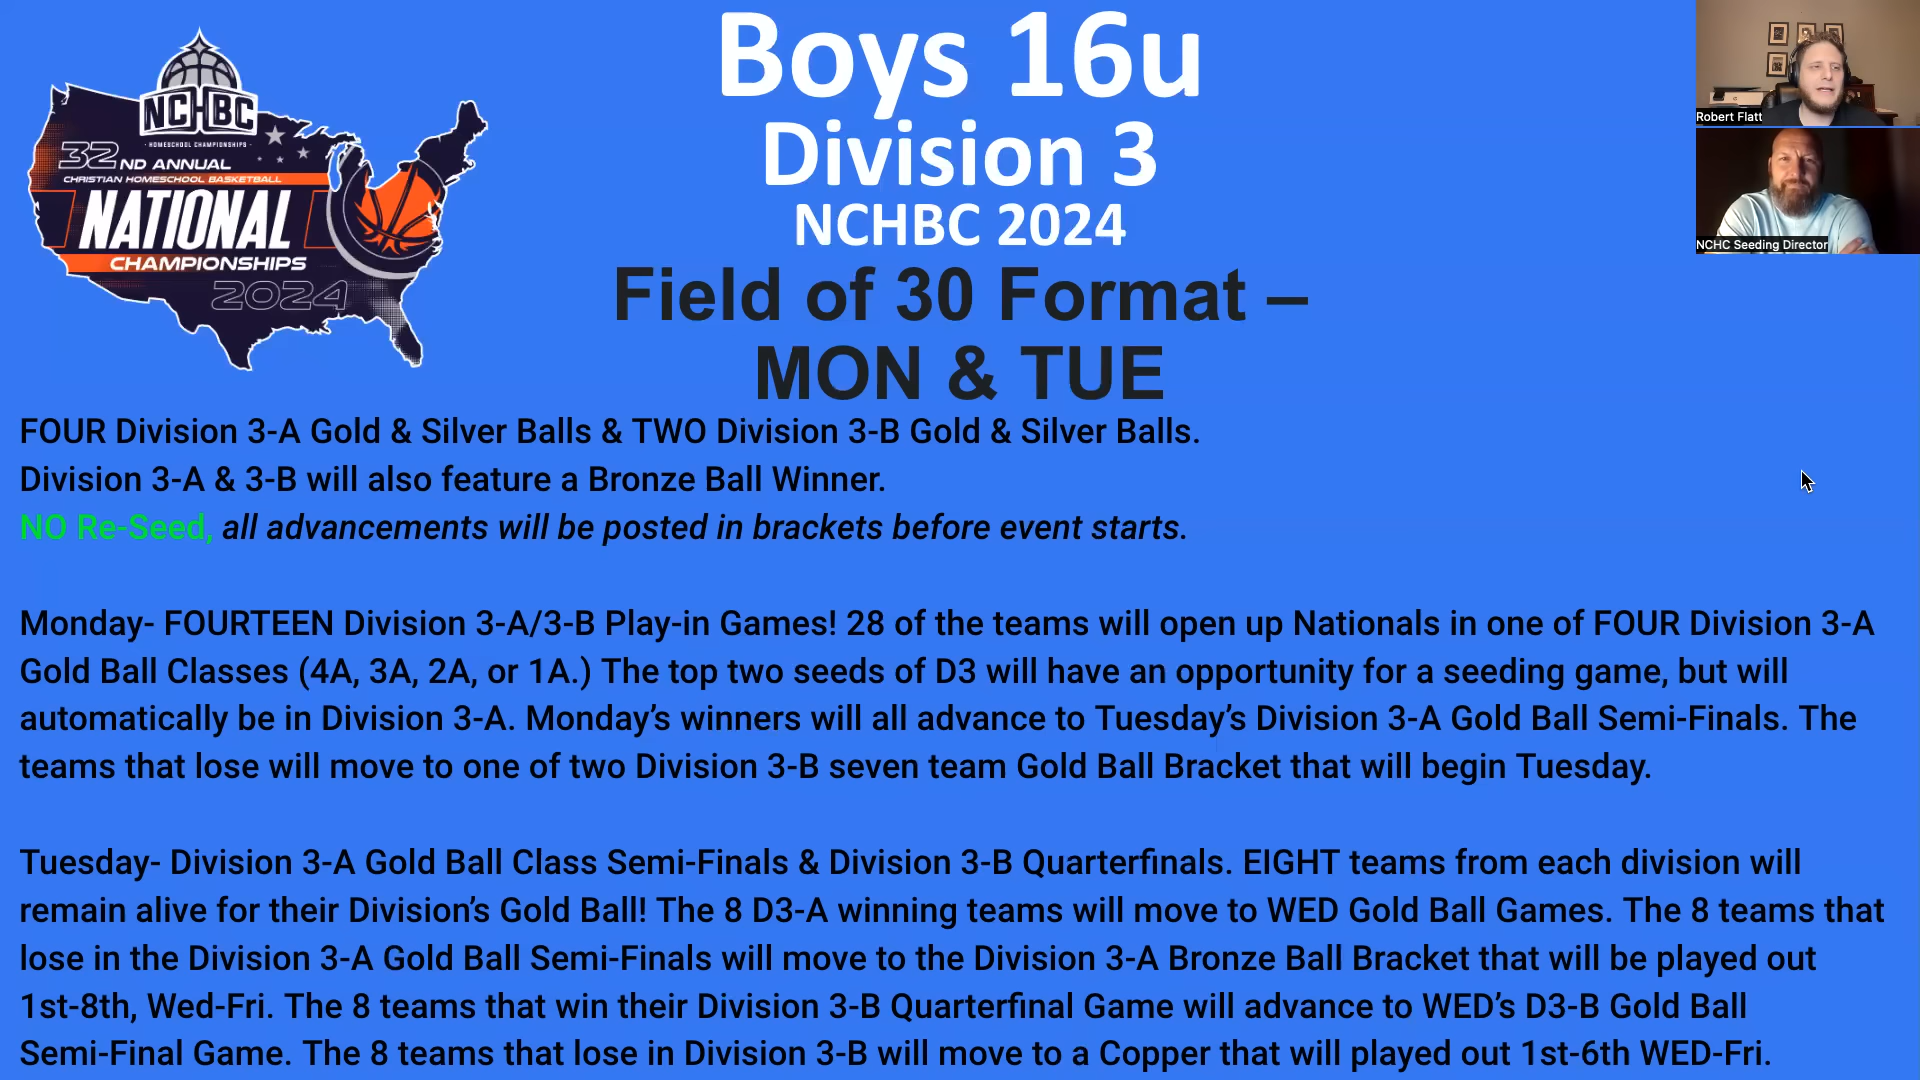 Boys 16u
Division 3
NCHBC 2024
Field of 30 Format –
MON & TUE
NCHBC
- HOMESCHOOL CHAMPIONSHIPS -
32ND ANNUAL
CHRISTIAN HOMESCHOOL BASKETBALL
NATIONAL
CHAMPIONSHIPS
2024
Robert Flatt
NCHC Seeding Director
FOUR Division 3-A Gold & Silver Balls & TWO Division 3-B Gold & Silver Balls.
Division 3-A & 3-B will also feature a Bronze Ball Winner.
NO Re-Seed, all advancements will be posted in brackets before event starts.
Monday- FOURTEEN Division 3-A/3-B Play-in Games! 28 of the teams will open up Nationals in one of FOUR Division 3-A
Gold Ball Classes (4A, 3A, 2A, or 1A.) The top two seeds of D3 will have an opportunity for a seeding game, but will
automatically be in Division 3-A. Monday’s winners will all advance to Tuesday’s Division 3-A Gold Ball Semi-Finals. The
teams that lose will move to one of two Division 3-B seven team Gold Ball Bracket that will begin Tuesday.
Tuesday- Division 3-A Gold Ball Class Semi-Finals & Division 3-B Quarterfinals. EIGHT teams from each division will
remain alive for their Division’s Gold Ball! The 8 D3-A winning teams will move to WED Gold Ball Games. The 8 teams that
lose in the Division 3-A Gold Ball Semi-Finals will move to the Division 3-A Bronze Ball Bracket that will be played out
1st-8th, Wed-Fri. The 8 teams that win their Division 3-B Quarterfinal Game will advance to WED’s D3-B Gold Ball
Semi-Final Game. The 8 teams that lose in Division 3-B will move to a Copper that will played out 1st-6th WED-Fri.